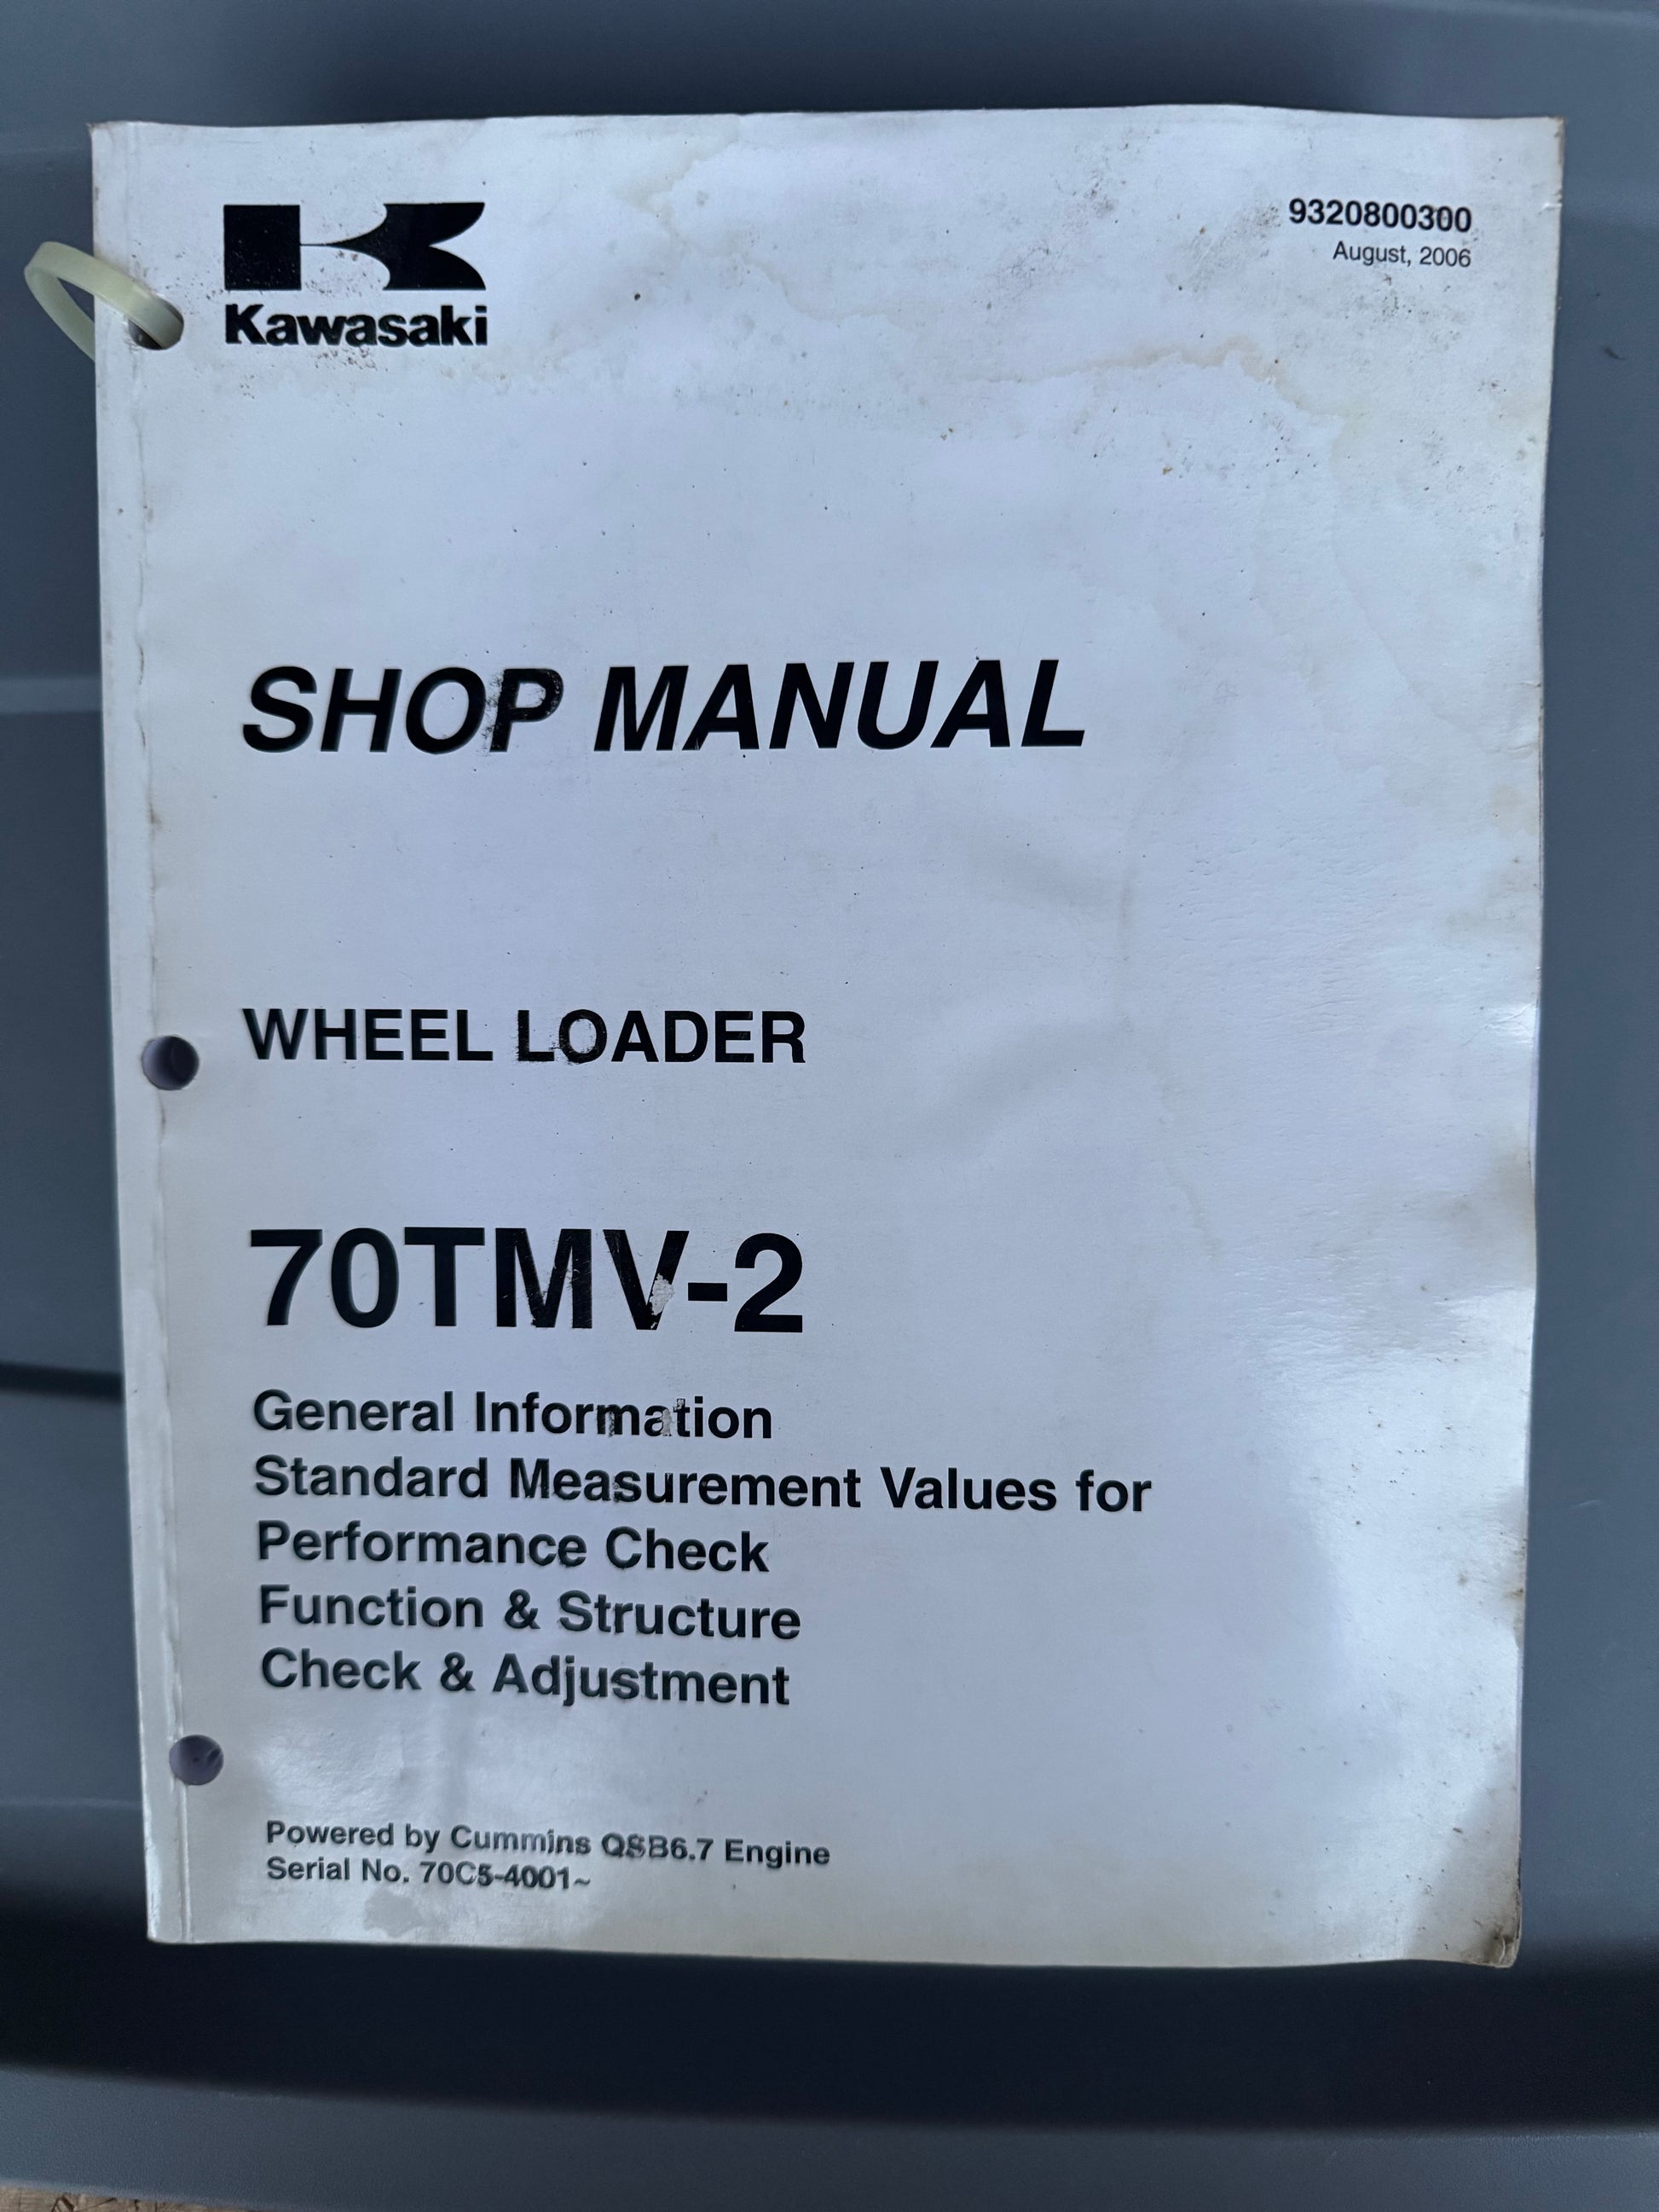 Kawasaki
9320800300
August, 2006
SHOP MANUAL
WHEEL LOADER
70TMV-2
General Information
Standard Measurement Values for
Performance Check
Function & Structure
Check & Adjustment
Powered by Cummins QSB6.7 Engine
Serial No. 70C5-4001~